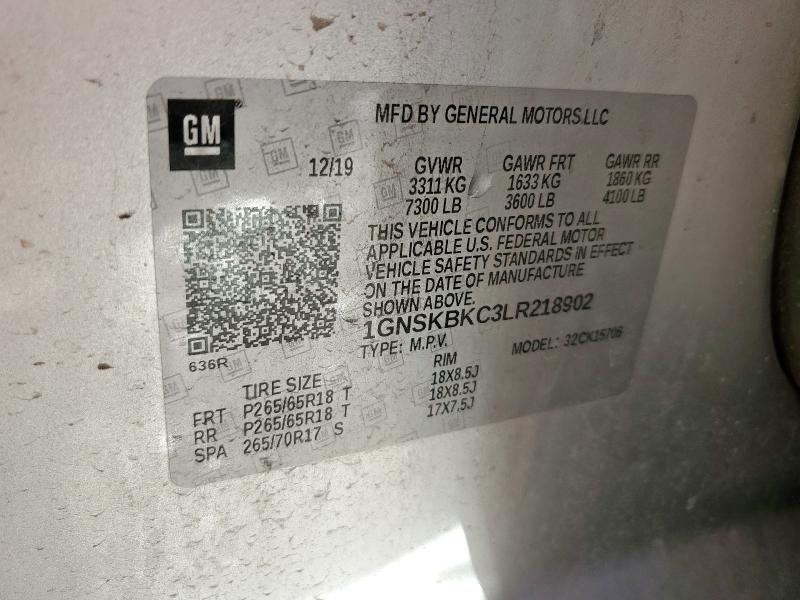 GM
MFD BY GENERAL MOTORS LLC
12/19
GVWR GAWR FRT GAWR RR
3311 KG 1633 KG 1860 KG
7300 LB 3600 LB 4100 LB
THIS VEHICLE CONFORMS TO ALL
APPLICABLE U.S. FEDERAL MOTOR
VEHICLE SAFETY STANDARDS IN EFFECT
ON THE DATE OF MANUFACTURE
SHOWN ABOVE.
1GNSKBKC3LR218902
TYPE: M.P.V. MODEL: 32CK15706
636R
TIRE SIZE RIM
FRT P265/65R18 T 18X8.5J
RR P265/65R18 T 18X8.5J
SPA 265/70R17 S 17X7.5J